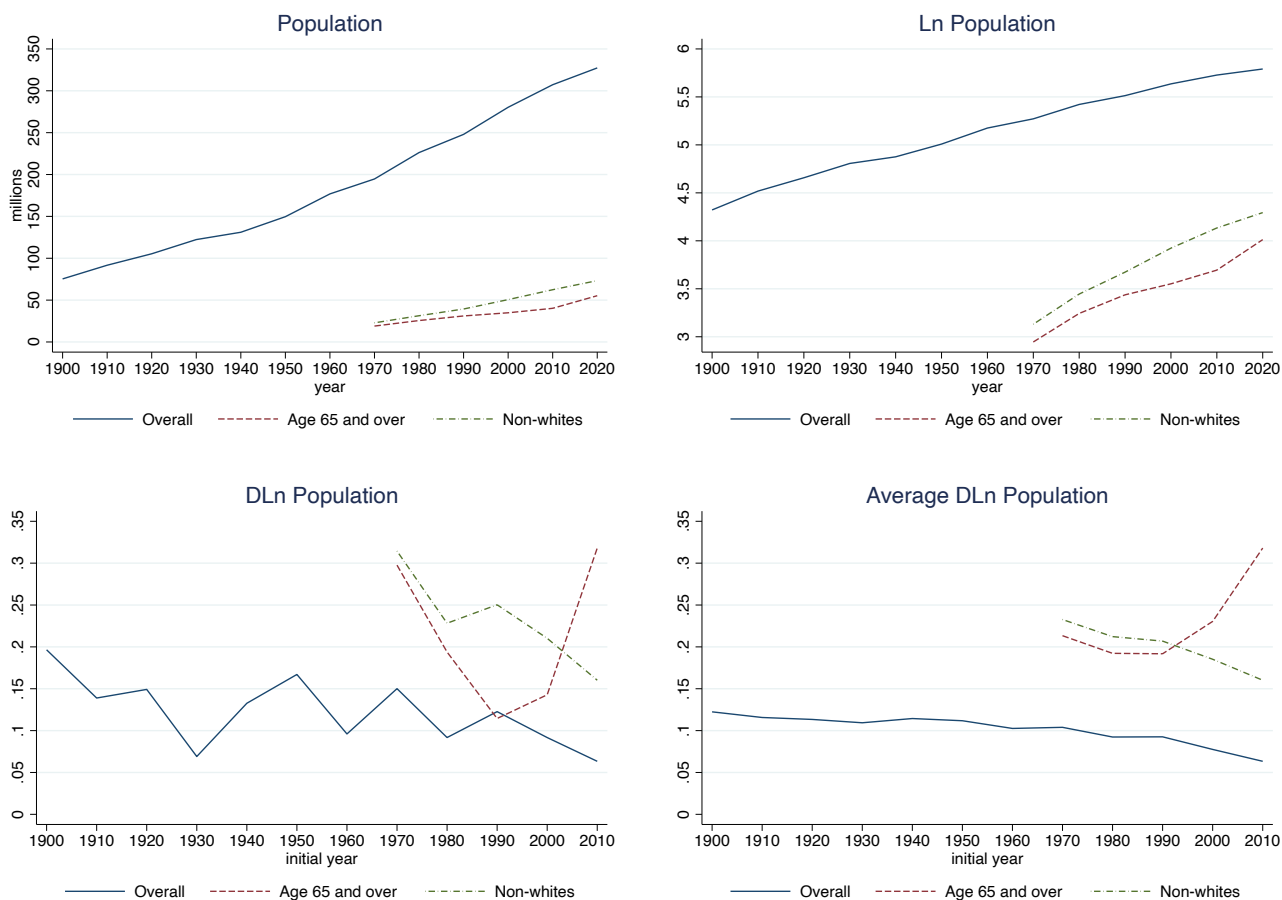 Population
millions
350
300
250
200
150
100
50
0
1900 1910 1920 1930 1940 1950 1960 1970 1980 1990 2000 2010 2020
year
Overall Age 65 and over Non-whites
Ln Population
6
5.5
5
4.5
4
3.5
3
1900 1910 1920 1930 1940 1950 1960 1970 1980 1990 2000 2010 2020
year
Overall Age 65 and over Non-whites
DLn Population
.35
.3
.25
.2
.15
.1
.05
0
1900 1910 1920 1930 1940 1950 1960 1970 1980 1990 2000 2010
initial year
Overall Age 65 and over Non-whites
Average DLn Population
.35
.3
.25
.2
.15
.1
.05
0
1900 1910 1920 1930 1940 1950 1960 1970 1980 1990 2000 2010
initial year
Overall Age 65 and over Non-whites